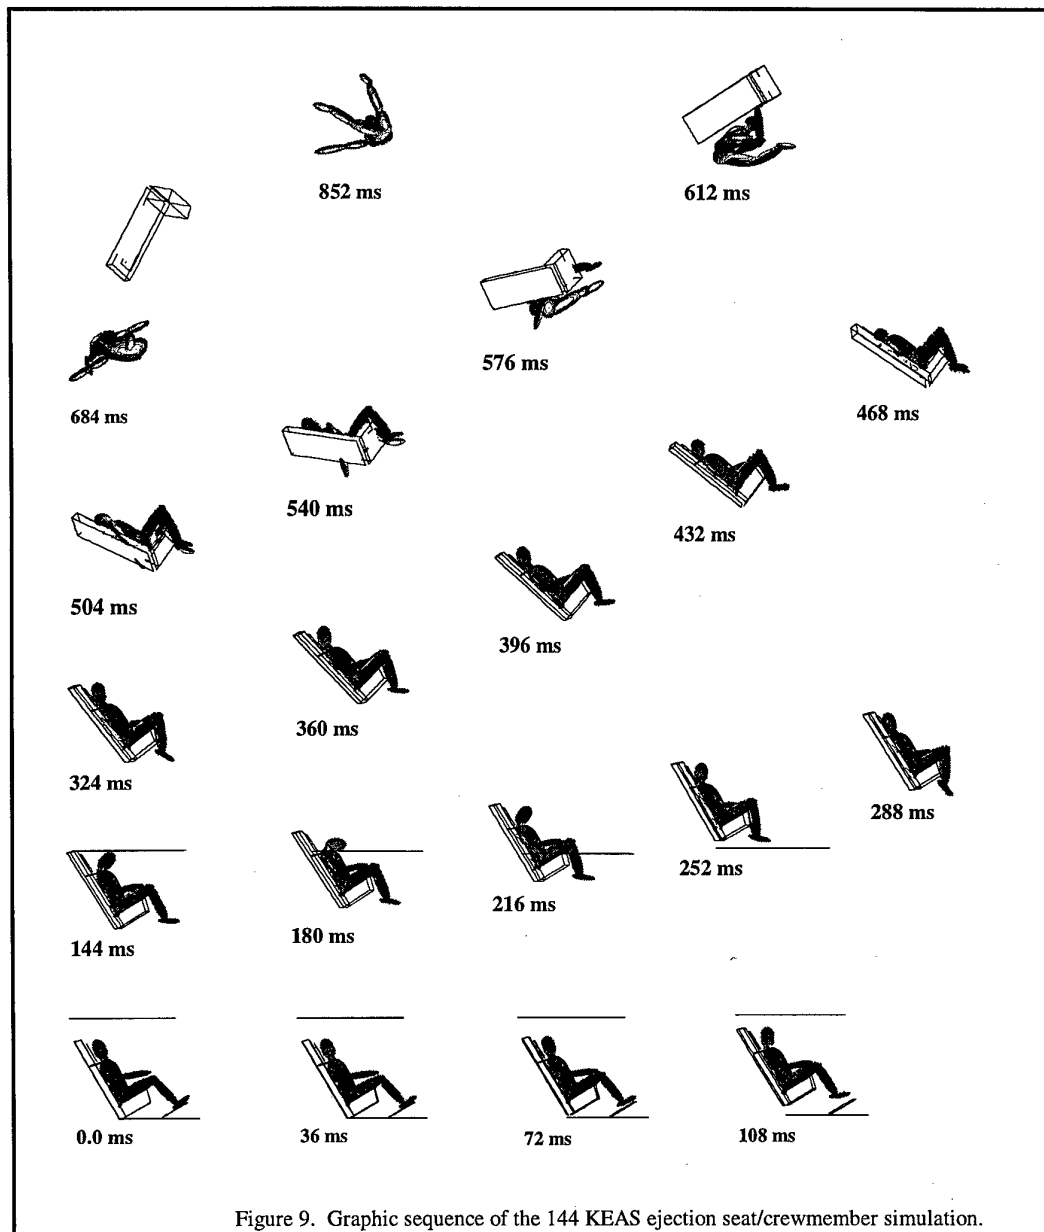 852 ms
612 ms
576 ms
684 ms
468 ms
540 ms
432 ms
504 ms
396 ms
360 ms
324 ms
288 ms
252 ms
216 ms
144 ms
180 ms
0.0 ms
36 ms
72 ms
108 ms
Figure 9. Graphic sequence of the 144 KEAS ejection seat/crewmember simulation.